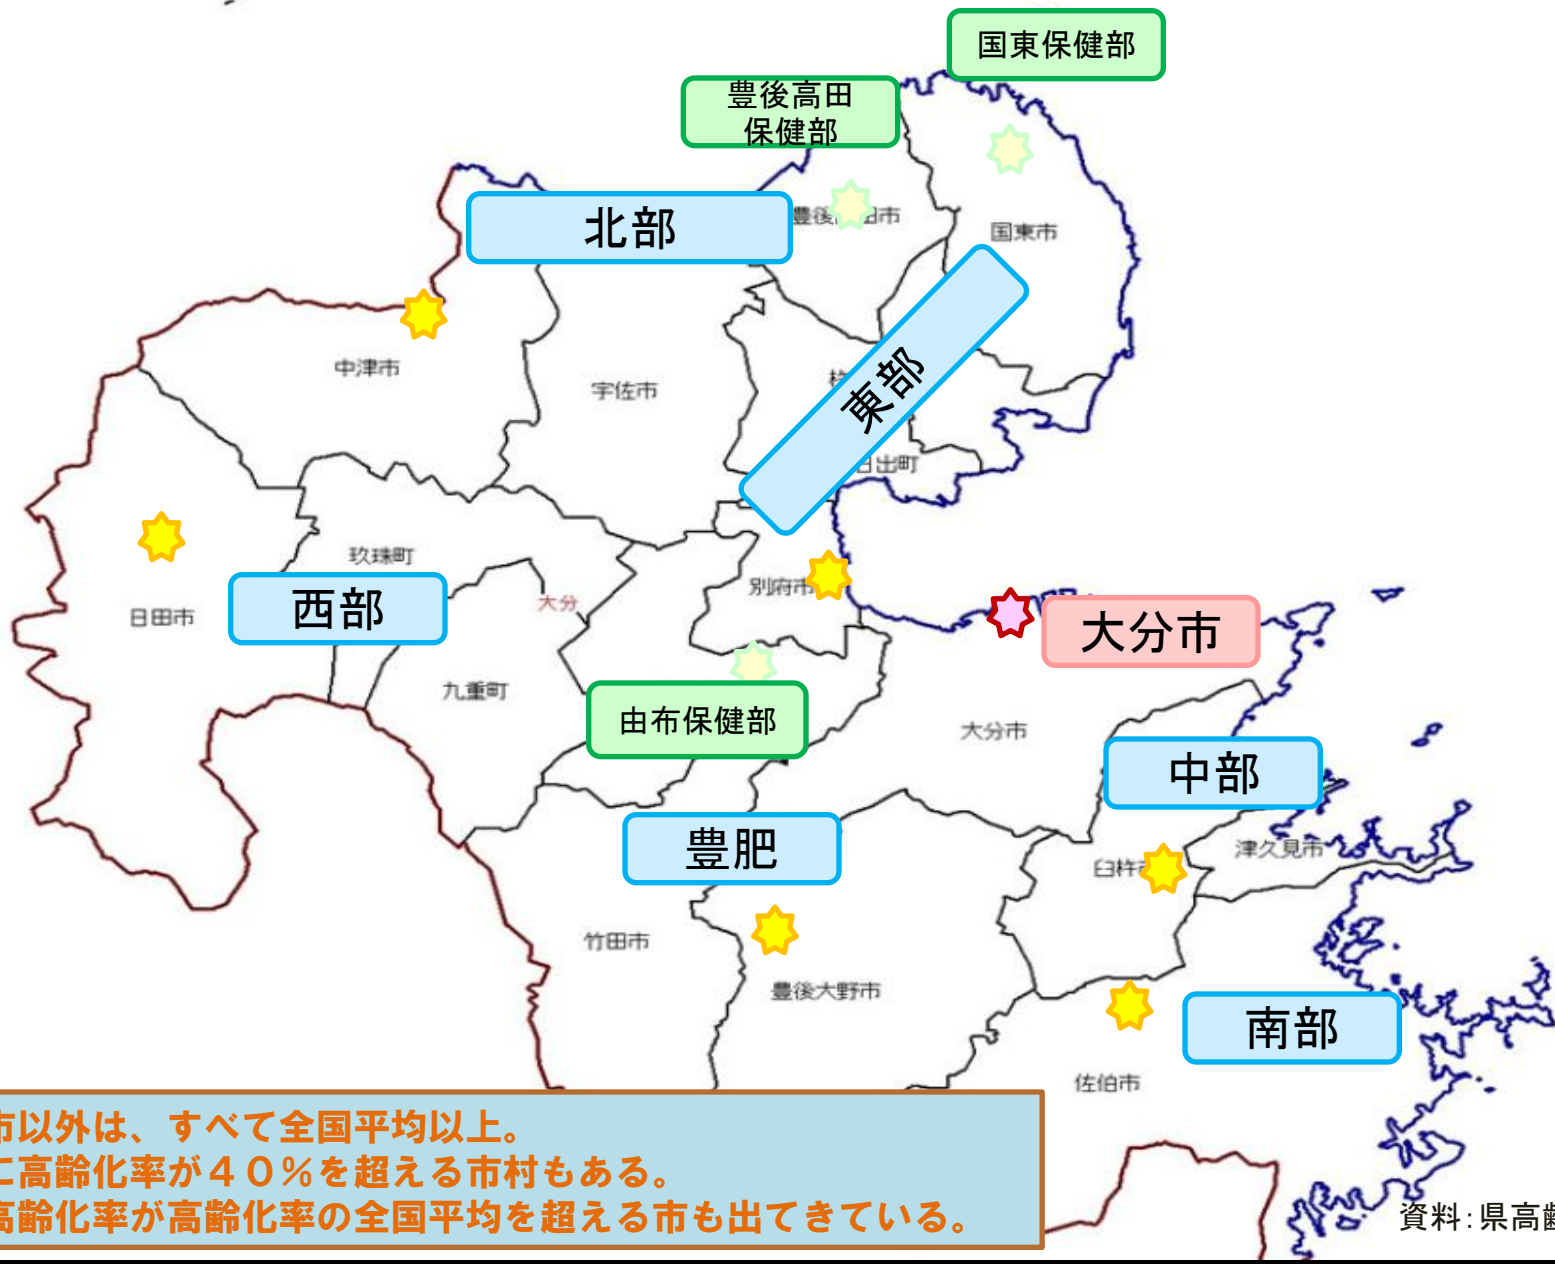 国東保健部
豊後高田
保健部
北部
国東市
中津市
宇佐市
東部
日出町
玖珠町
別府市
大分
日田市
西部
大分市
九重町
由布保健部
大分市
中部
豊肥
津久見市
竹田市
豊後大野市
南部
佐伯市
市以外は、すべて全国平均以上。
に高齢化率が４０％を超える市村もある。
高齢化率が高齢化率の全国平均を超える市も出てきている。
資料：県高齢